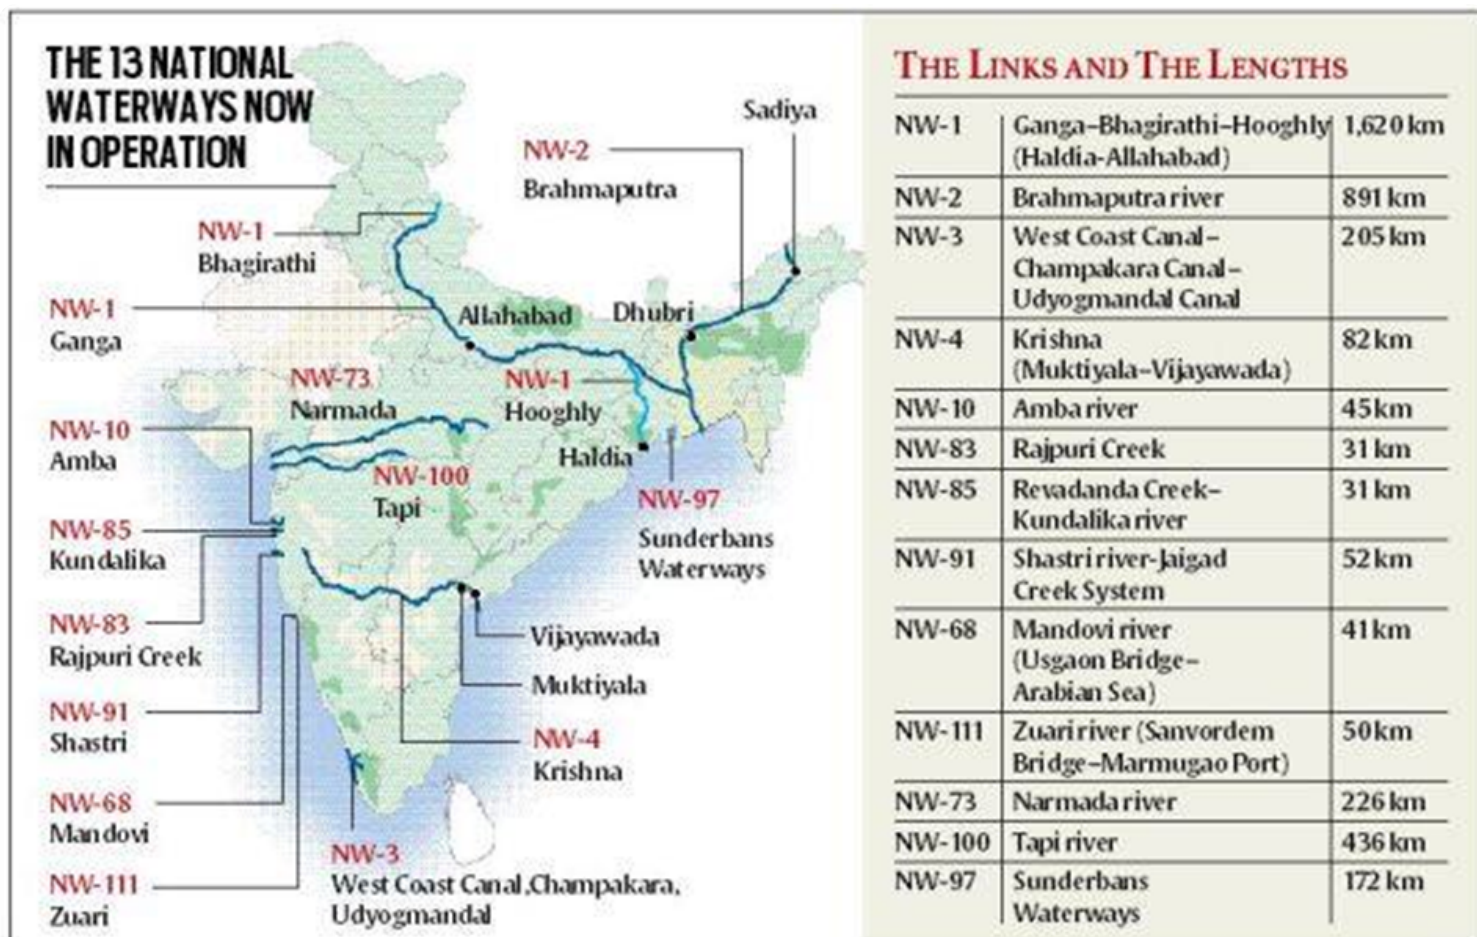 THE 13 NATIONAL
WATERWAYS NOW
IN OPERATION
Sadiya
NW-2
Brahmaputra
NW-1
Bhagirathi
NW-1
Ganga
Allahabad
Dhubri
NW-73
Narmada
NW-1
Hooghly
NW-10
Amba
Haldia
NW-100
Tapi
NW-97
Sunderbans
Waterways
NW-85
Kundalika
NW-83
Rajpuri Creek
Vijayawada
Muktiyala
NW-91
Shastri
NW-4
Krishna
NW-68
Mandovi
NW-3
West Coast Canal,Champakara,
Udyogmandal
NW-111
Zuari
THE LINKS AND THE LENGTHS
NW-1 Ganga–Bhagirathi–Hooghly 1,620 km
(Haldia-Allahabad)
NW-2 Brahmaputra river 891 km
NW-3 West Coast Canal– 205 km
Champakara Canal–
Udyogmandal Canal
NW-4 Krishna 82 km
(Muktiyala–Vijayawada)
NW-10 Amba river 45 km
NW-83 Rajpuri Creek 31 km
NW-85 Revadanda Creek– 31 km
Kundalika river
NW-91 Shastri river-Jaigad 52 km
Creek System
NW-68 Mandovi river 41 km
(Usgaon Bridge–
Arabian Sea)
NW-111 Zuari river (Sanvordem 50 km
Bridge–Marmugao Port)
NW-73 Narmada river 226 km
NW-100 Tapi river 436 km
NW-97 Sunderbans 172 km
Waterways